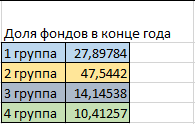 Доля фондов в конце года
1 группа 27,89784
2 группа 47,5442
3 группа 14,14538
4 группа 10,41257